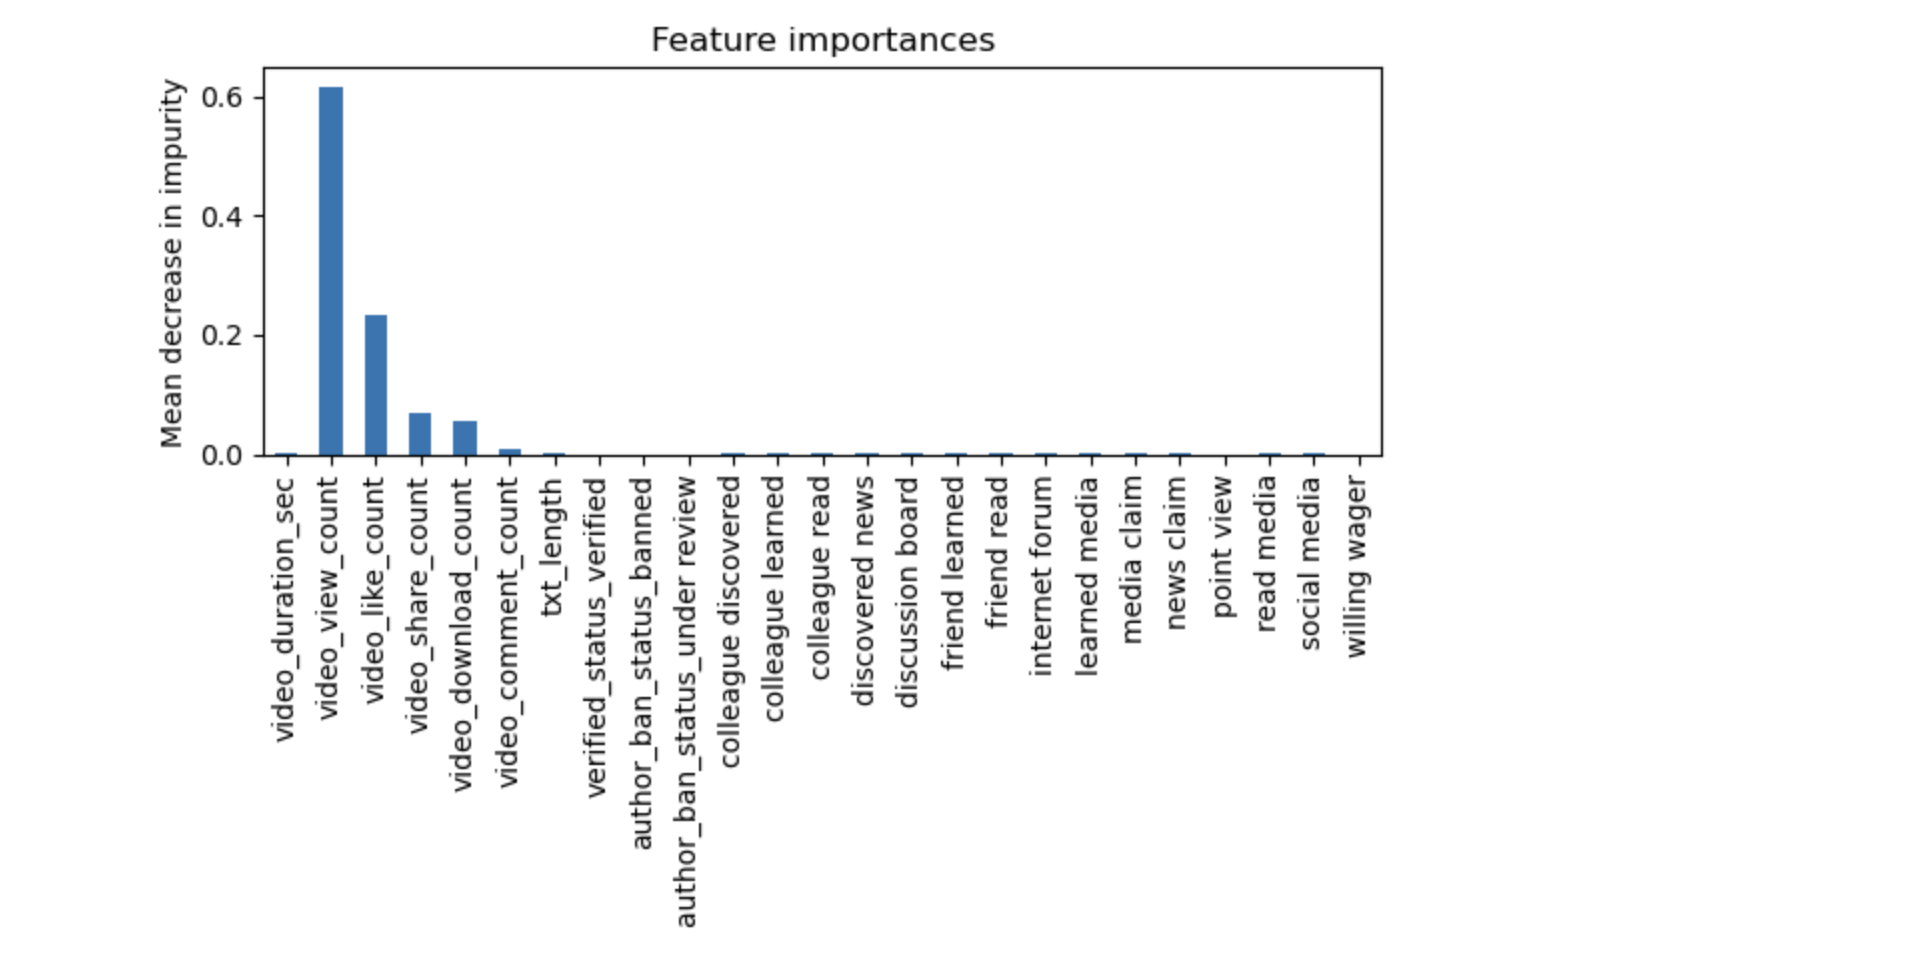 Feature importances
Mean decrease in impurity
0.6
0.4
0.2
0.0
video_duration_sec
video_view_count
video_like_count
video_share_count
video_download_count
video_comment_count
txt_length
verified_status_verified
author_ban_status_banned
author_ban_status_under review
colleague discovered
colleague learned
colleague read
discovered news
discussion board
friend learned
friend read
internet forum
learned media
media claim
news claim
point view
read media
social media
willing wager